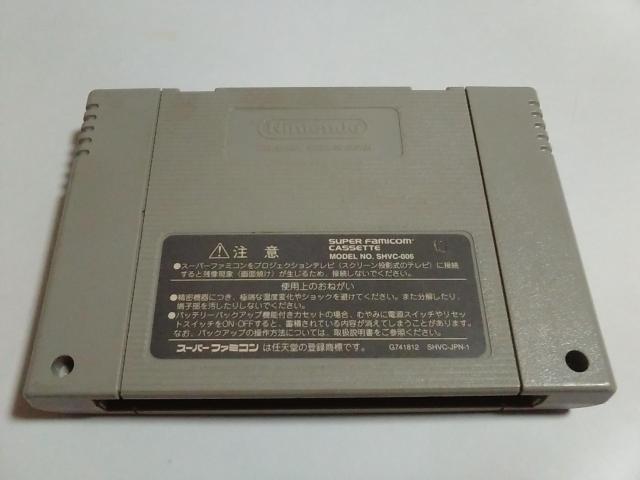 Nintendo
注意
SUPER FAMICOM
CASSETTE
MODEL NO. SHVC-006
●スーパーファミコンをプロジェクションテレビ（スクリーン投影式のテレビ）に接続
すると残像現象（画面焼け）が生じるため、接続しないでください。
使用上のおねがい
●精密機器につき、極端な温度変化やショックを避けてください。また分解したり、
端子部を汚したりしないでください。
●バッテリーバックアップ機能付きカセットの場合、むやみに電源スイッチやリセッ
トスイッチをON・OFFすると、蓄積されている内容が消えてしまうことがあります。
なお、バックアップの操作方法については、取扱説明書をご参照ください。
スーパーファミコンは任天堂の登録商標です。 G741812 SHVC-JPN-1